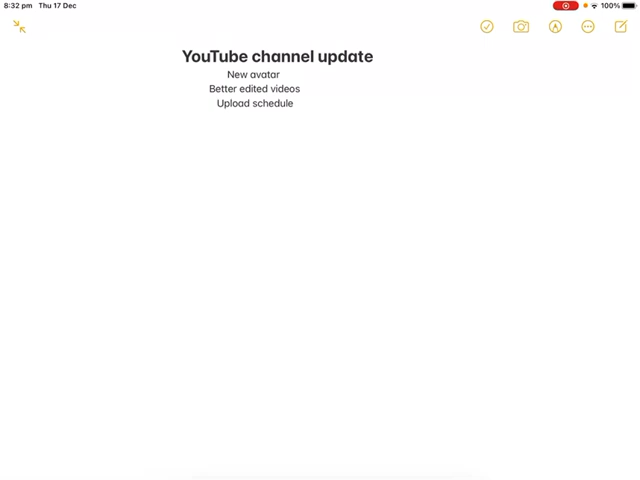 8:32 pm Thu 17 Dec 100%
YouTube channel update
New avatar
Better edited videos
Upload schedule